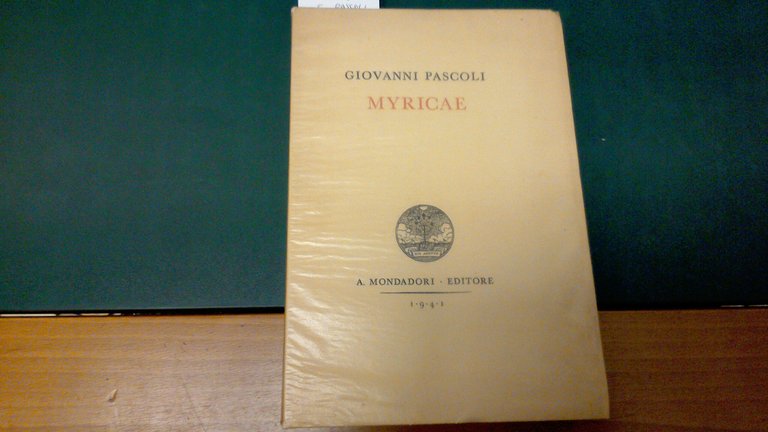 GIOVANNI PASCOLI
MYRICAE
A. MONDADORI · EDITORE
1·9·4·1